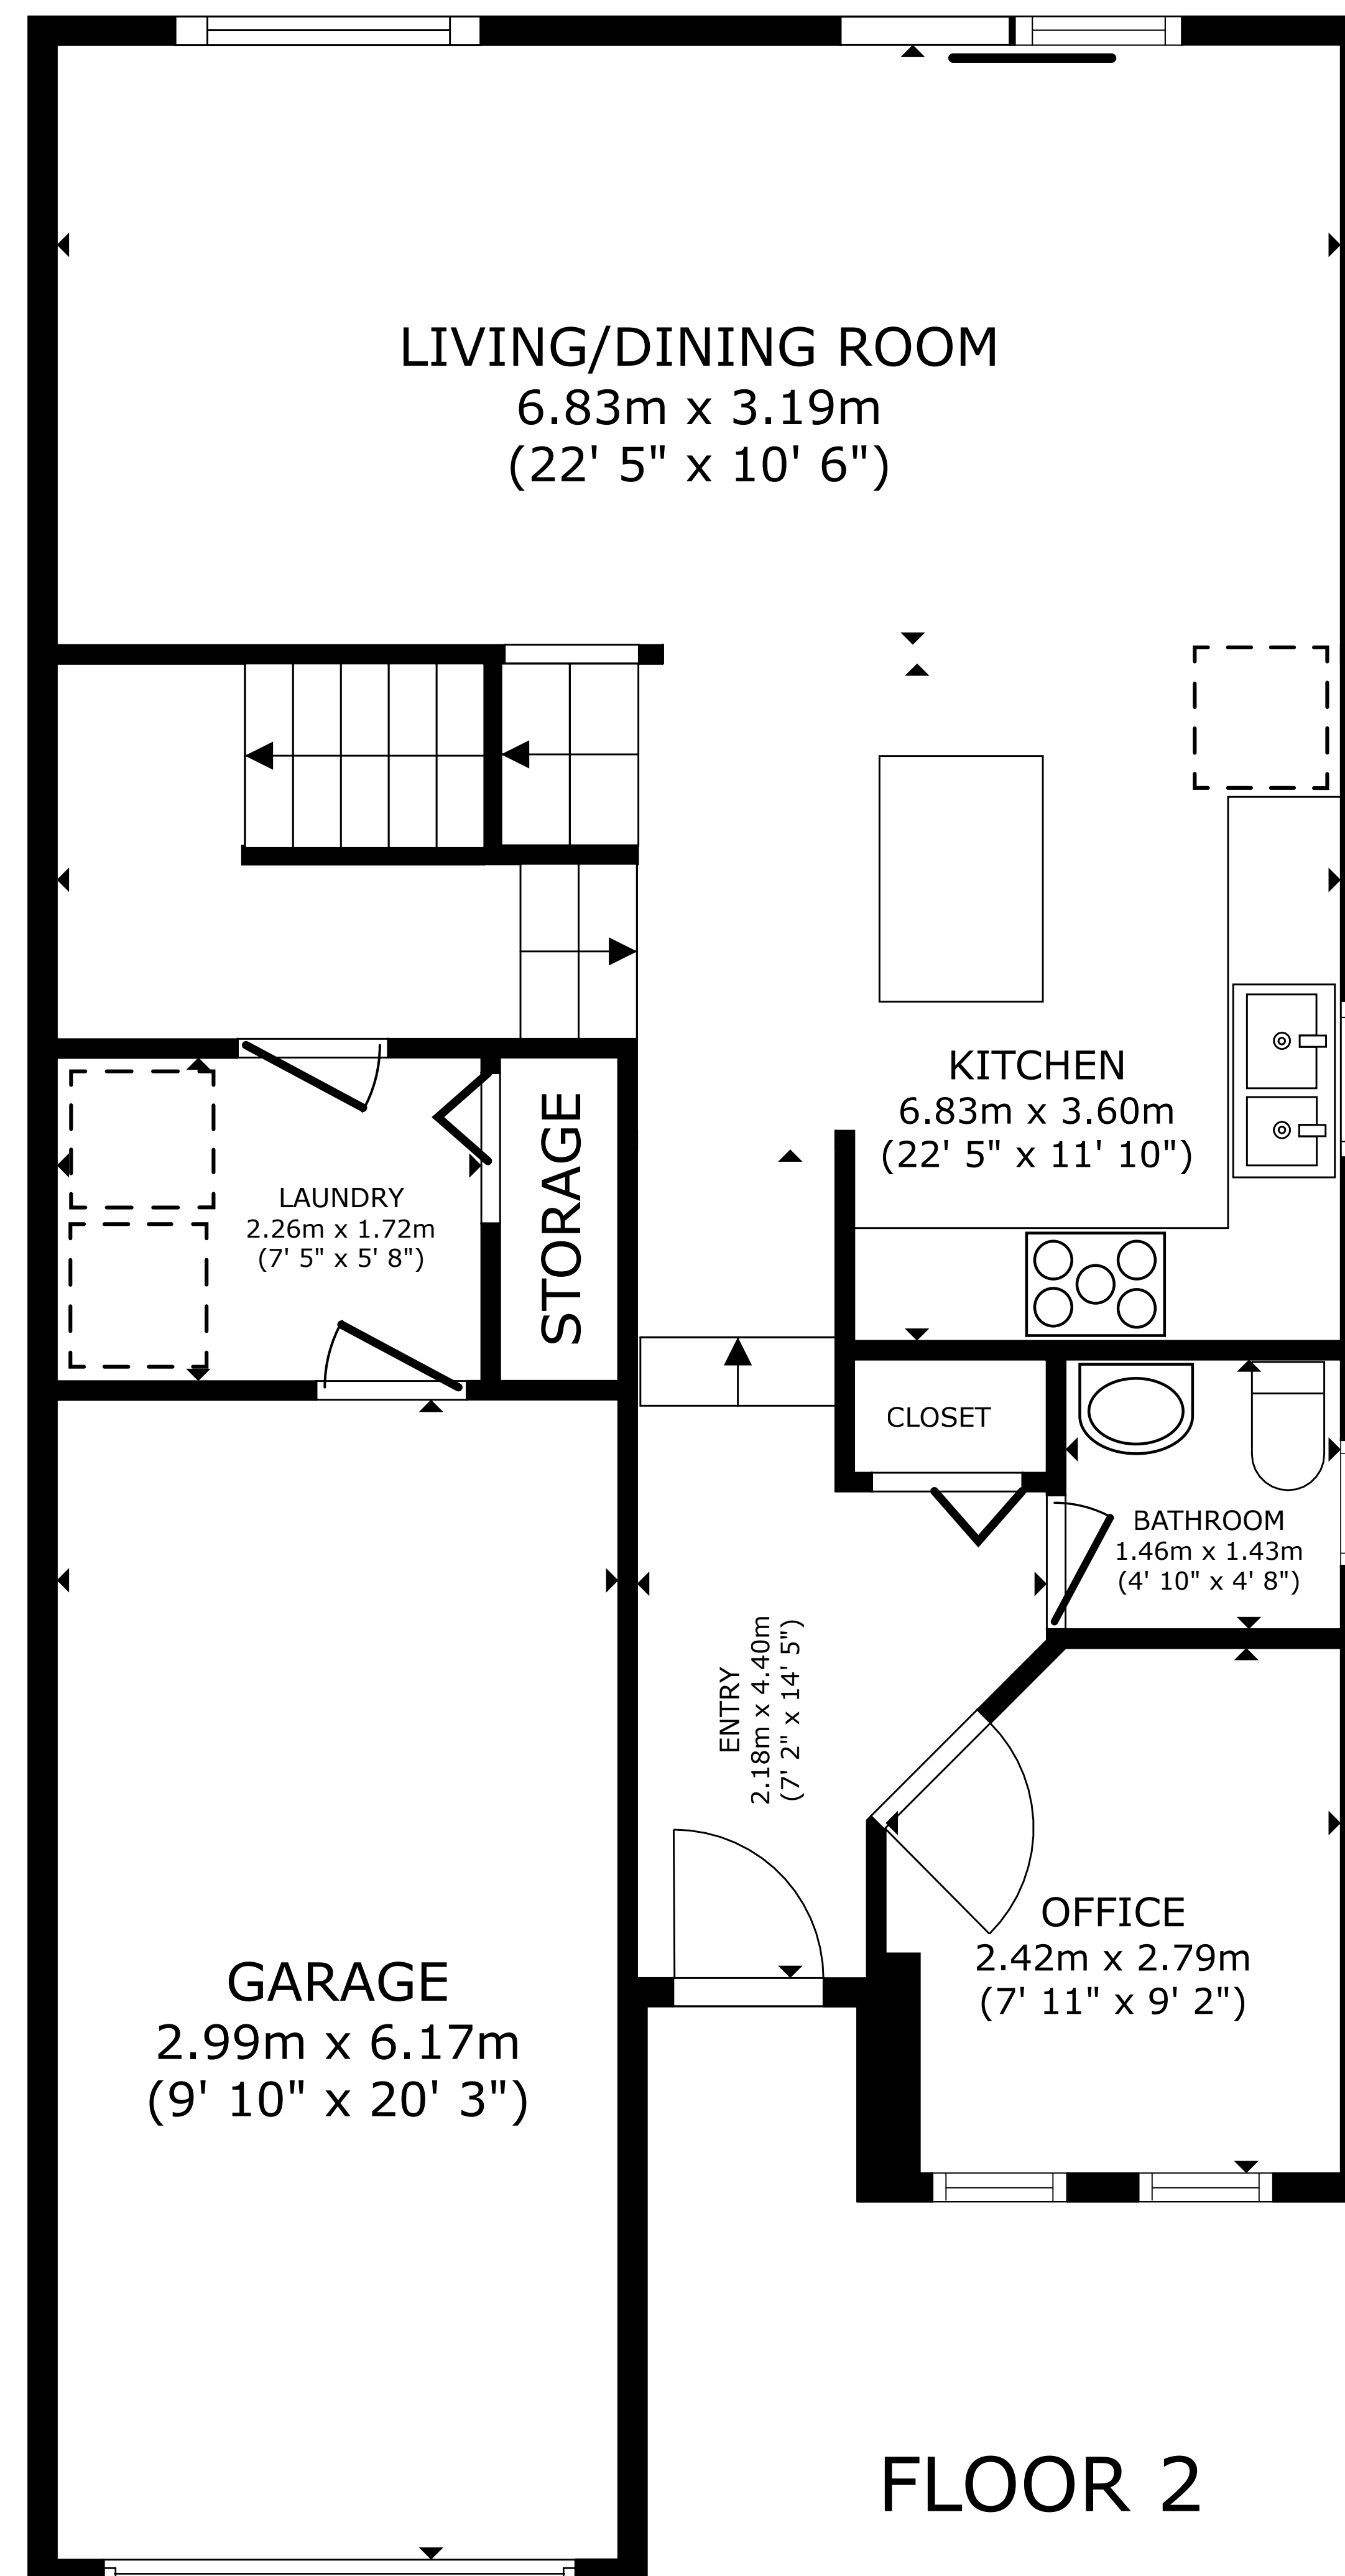 LIVING/DINING ROOM
6.83m x 3.19m
(22' 5" x 10' 6")
KITCHEN
6.83m x 3.60m
(22' 5" x 11' 10")
LAUNDRY
2.26m x 1.72m
(7' 5" x 5' 8")
STORAGE
CLOSET
BATHROOM
1.46m x 1.43m
(4' 10" x 4' 8")
ENTRY
2.18m x 4.40m
(7' 2" x 14' 5")
OFFICE
2.42m x 2.79m
(7' 11" x 9' 2")
GARAGE
2.99m x 6.17m
(9' 10" x 20' 3")
FLOOR 2